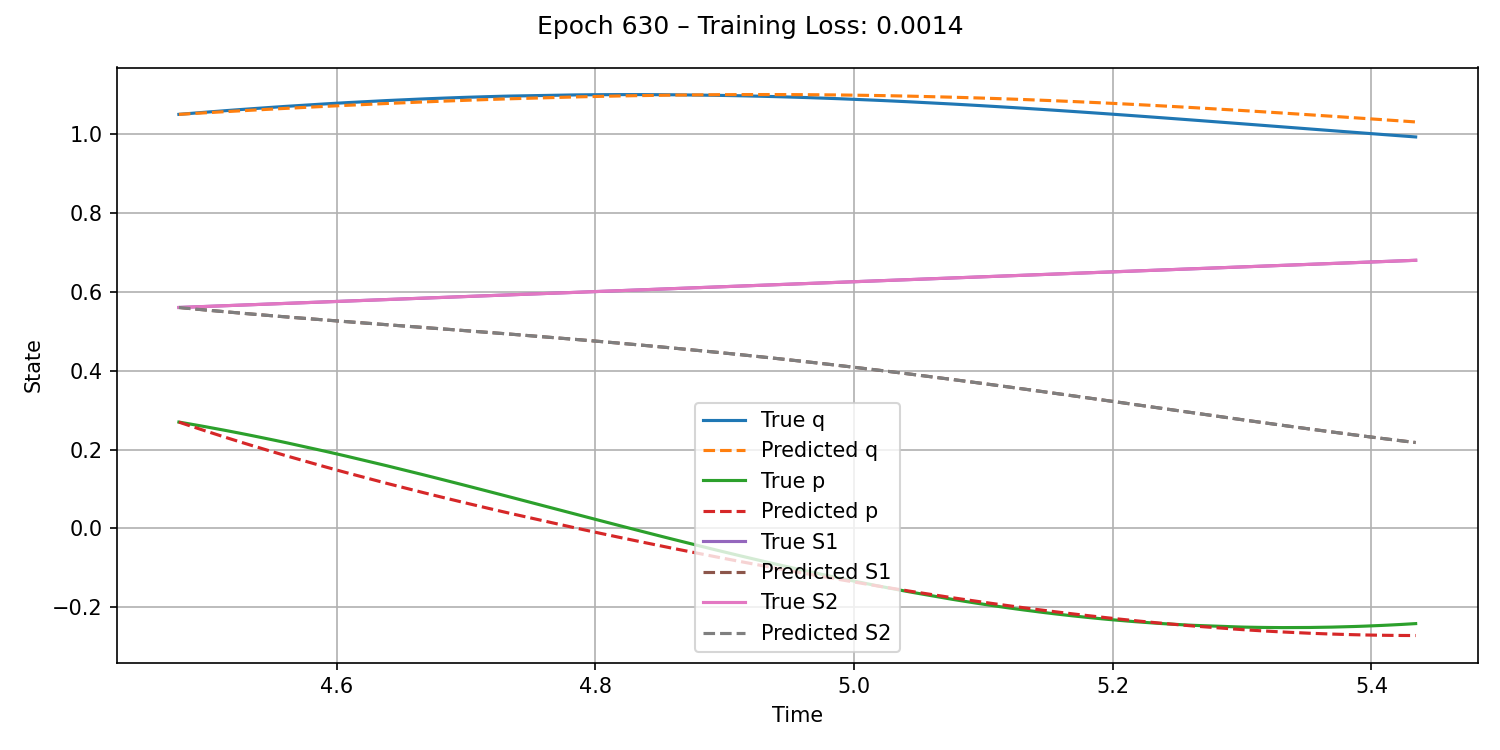 Epoch 630 – Training Loss: 0.0014
1.0
0.8
0.6
0.4
0.2
0.0
−0.2
State
True q
Predicted q
True p
Predicted p
True S1
Predicted S1
True S2
Predicted S2
4.6 4.8 5.0 5.2 5.4
Time